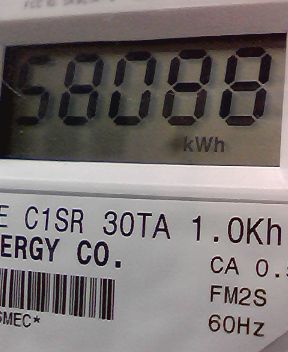 58088
kWh
E C1SR 30TA 1.0Kh
ERGY CO.
CA 0.
FM2S
SMEC*
60Hz